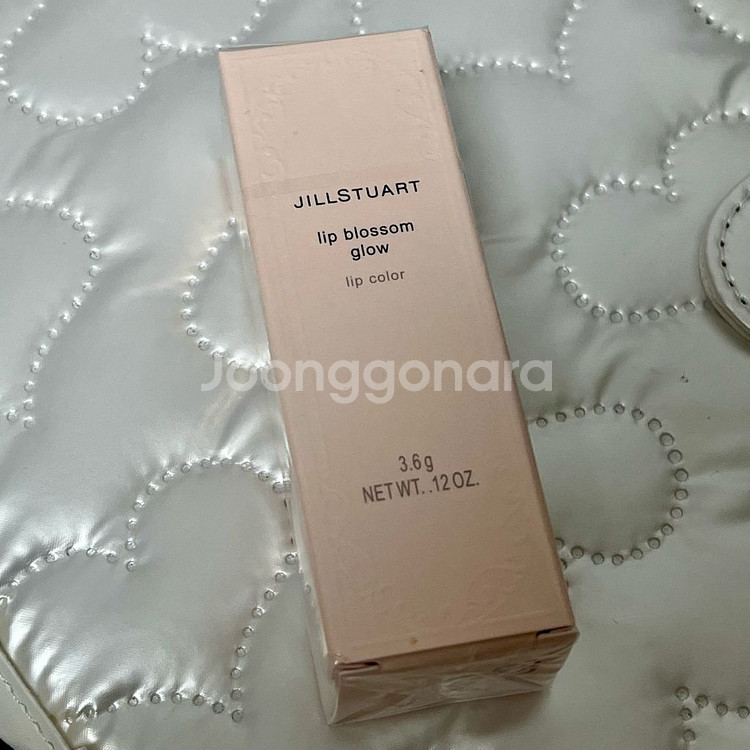 JILLSTUART
lip blossom
glow
lip color
Joonggonara
3.6g
NET WT. .12 OZ.